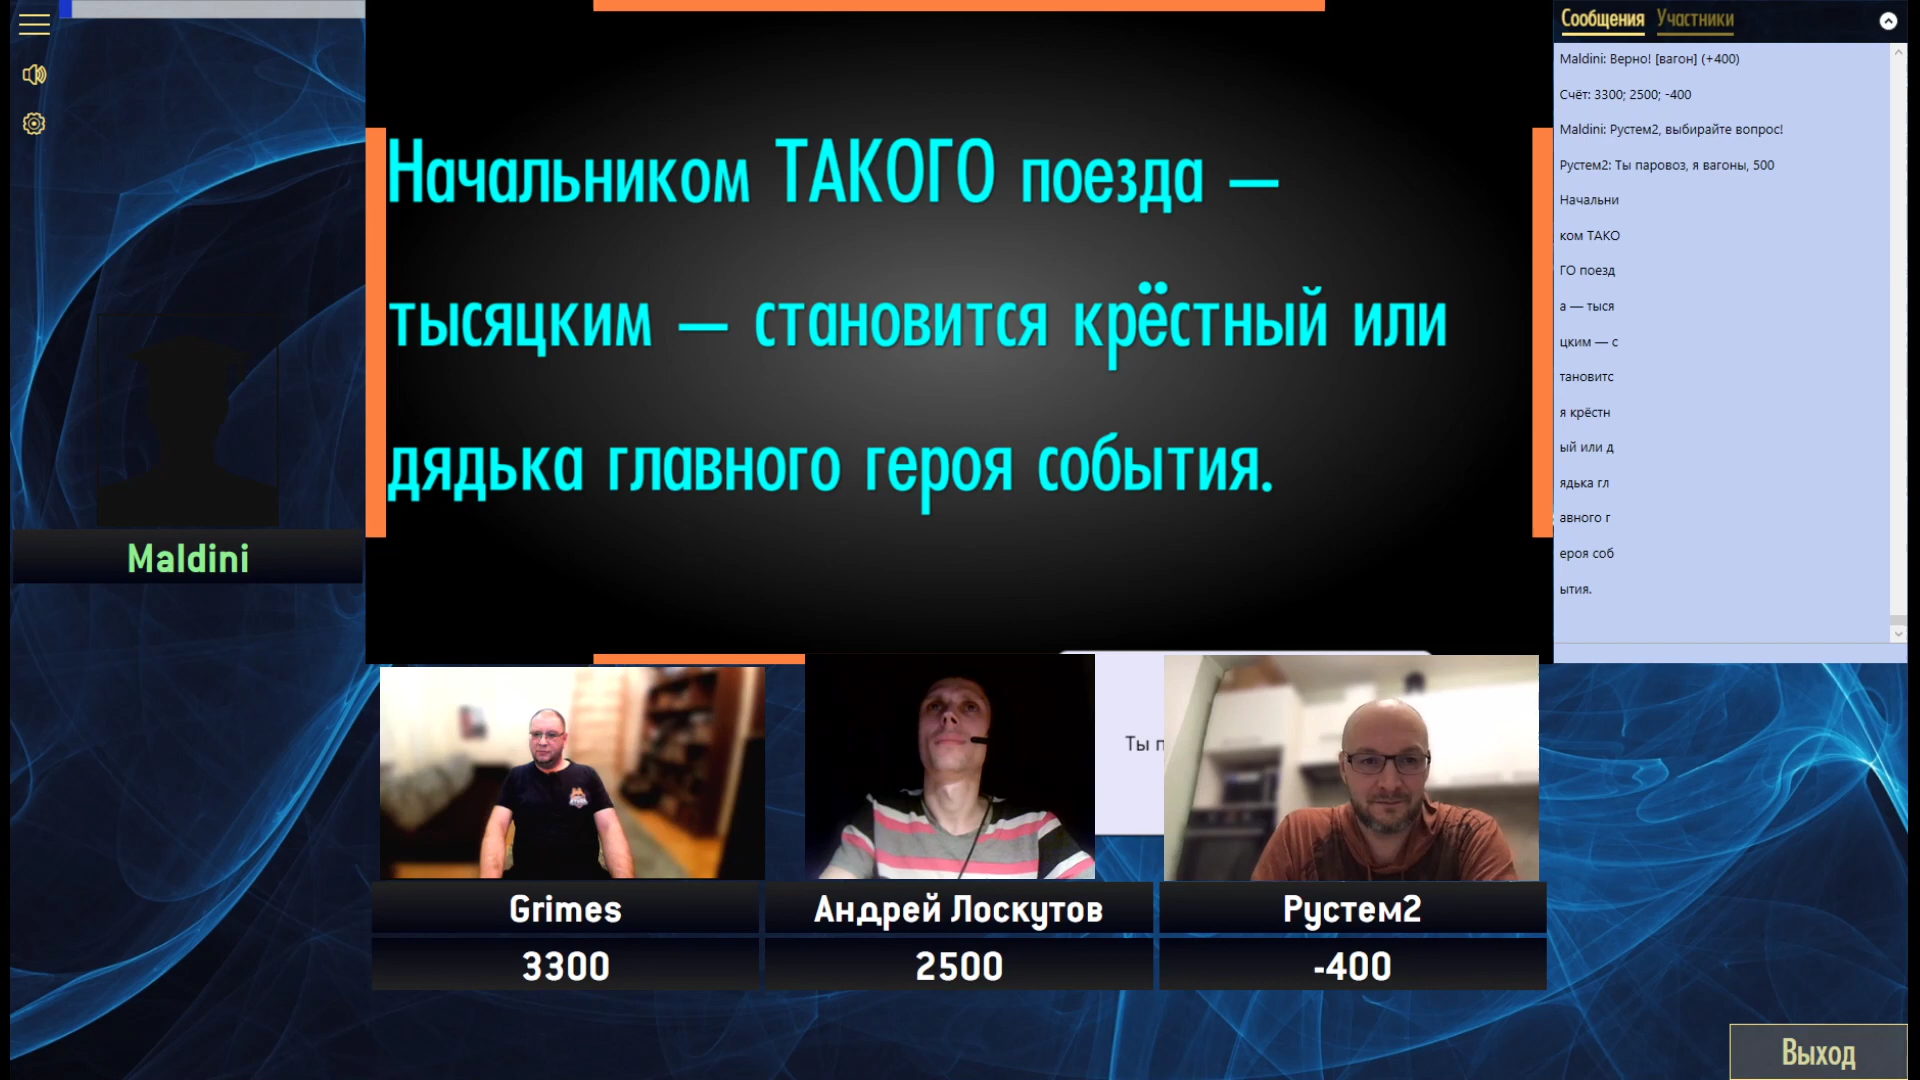 Начальником ТАКОГО поезда —
тысяцким — становится крёстный или
дядька главного героя события.
Maldini
Сообщения Участники
Maldini: Верно! [вагон] (+400)
Счёт: 3300; 2500; -400
Maldini: Рустем2, выбирайте вопрос!
Рустем2: Ты паровоз, я вагоны, 500
Начальни
ком ТАКО
ГО поезд
а — тыся
цким — с
тановитс
я крёстн
ый или д
ядька гл
авного г
ероя соб
ытия.
Ты п
Grimes
3300
Андрей Лоскутов
2500
Рустем2
-400
Выход